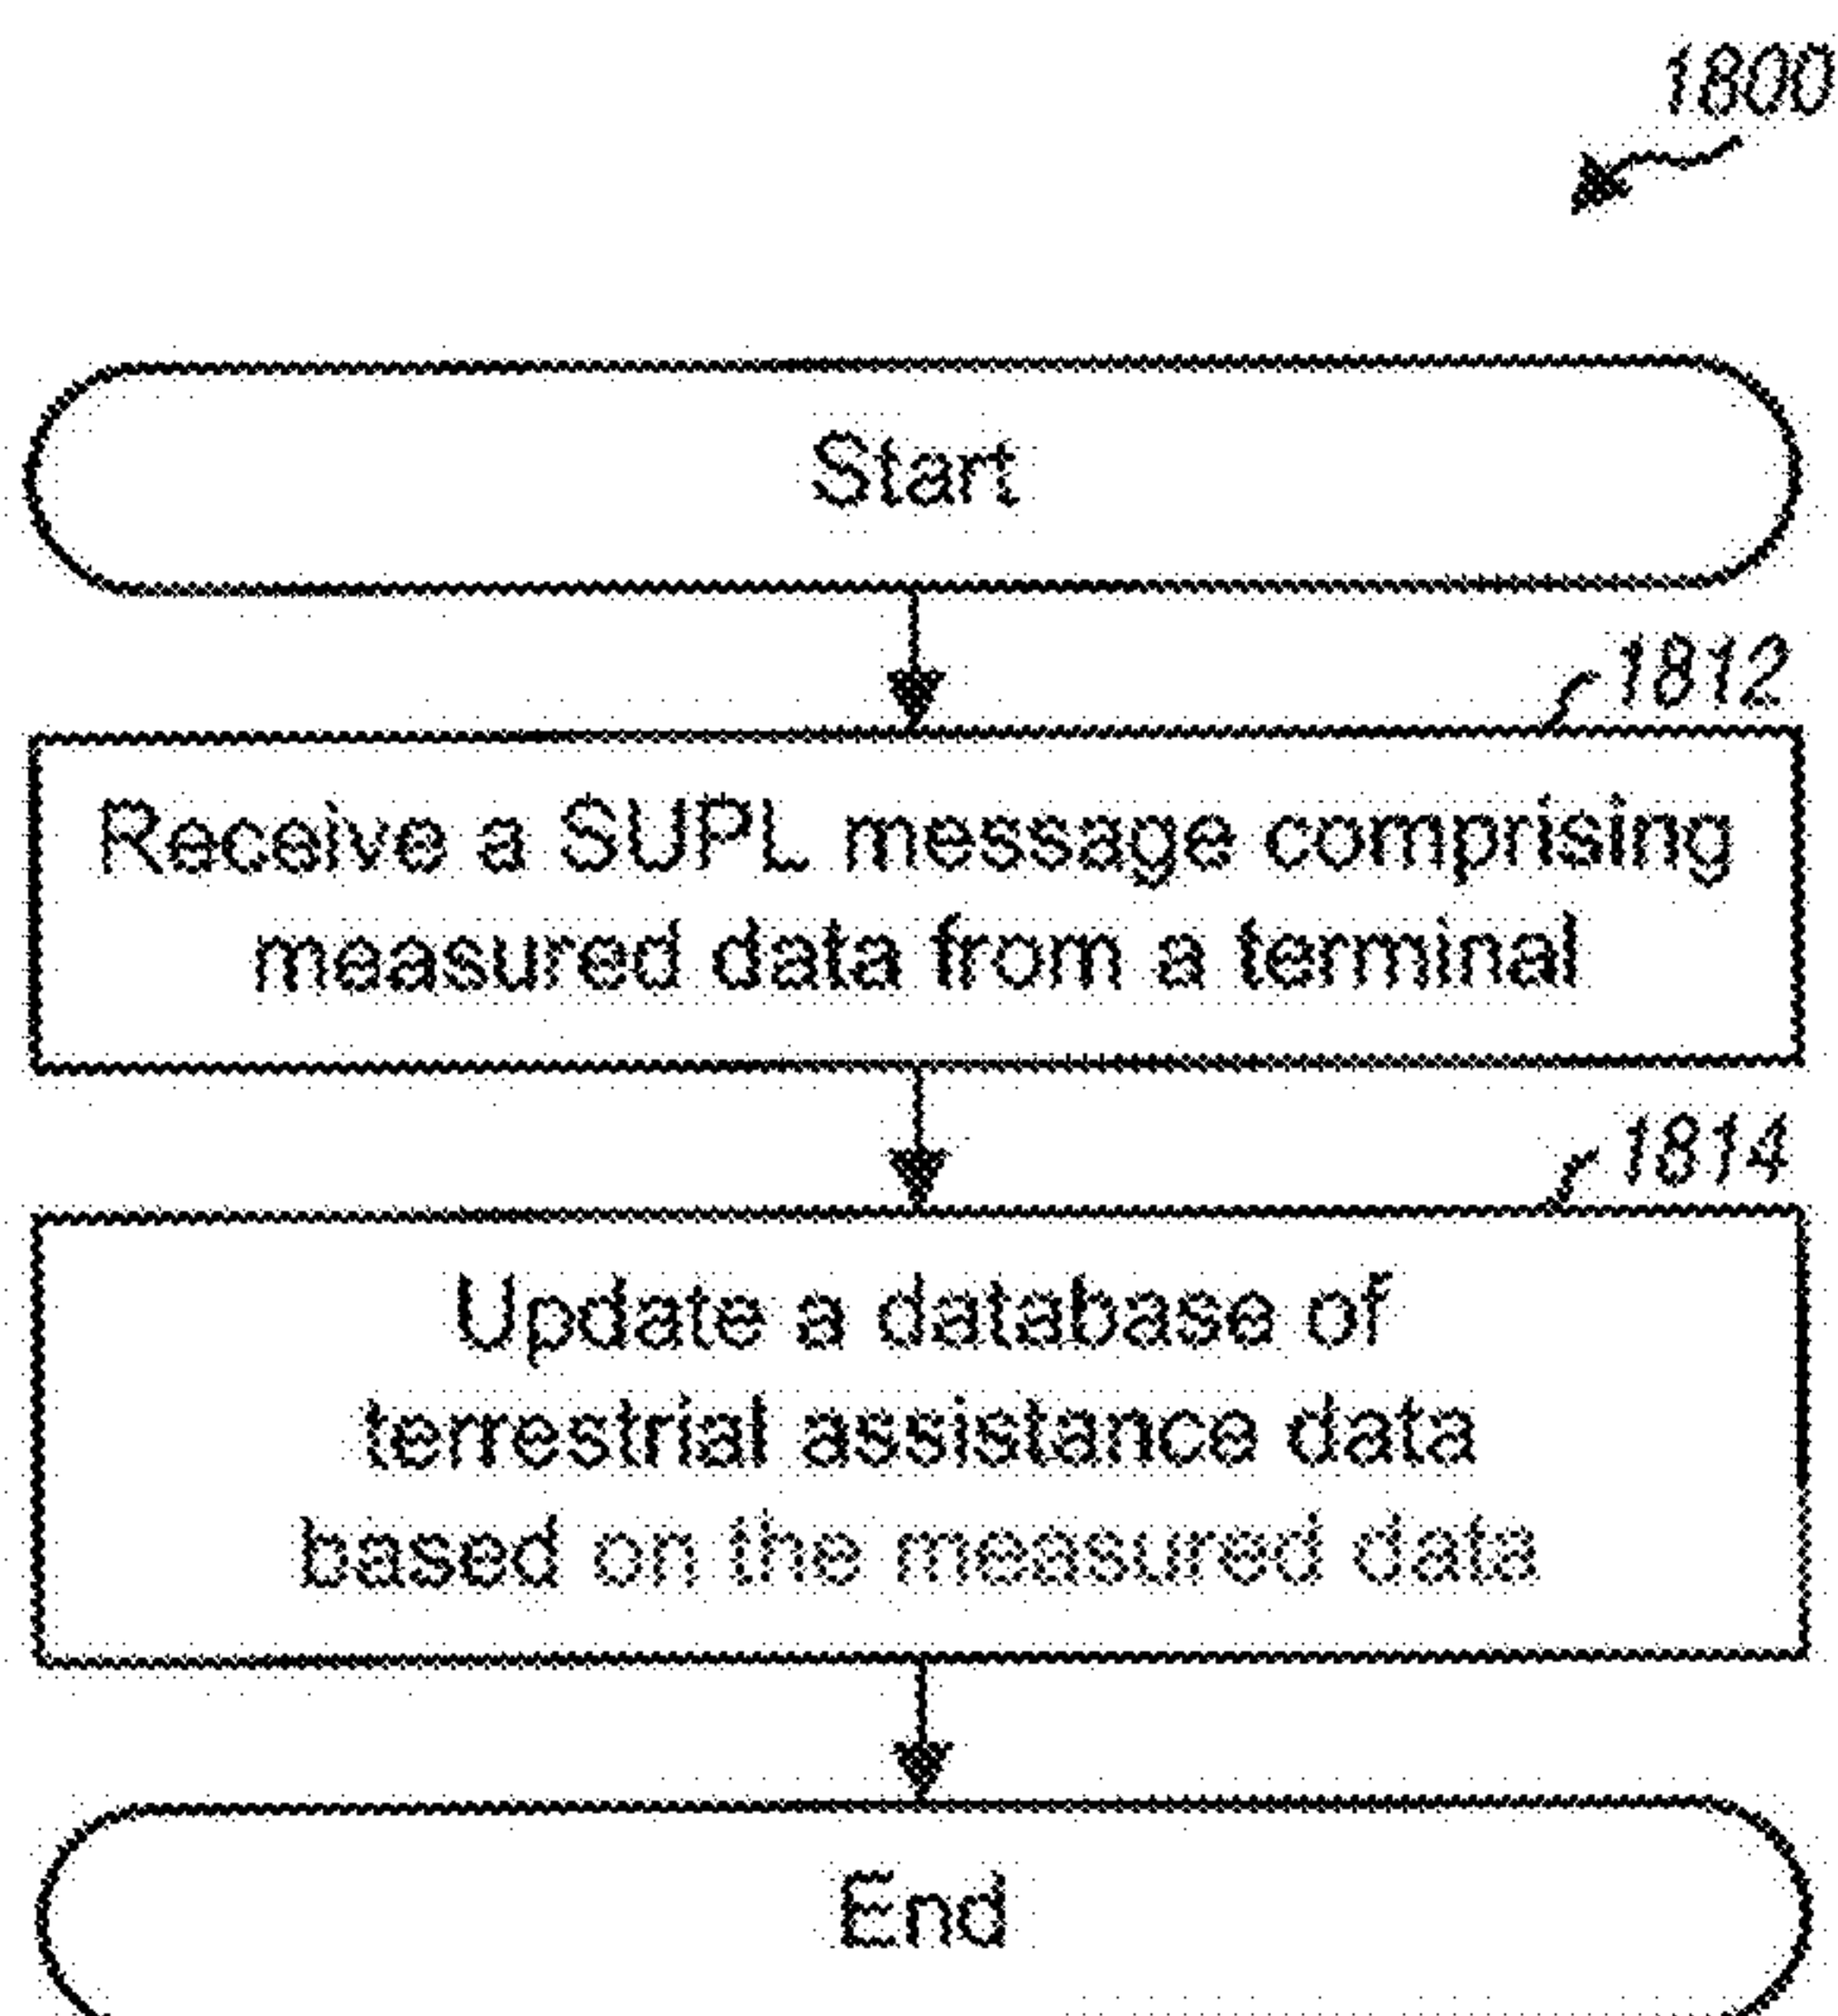 1800
Start
1812
Receive a SUPL message comprising
measured data from a terminal
1814
Update a database of
terrestrial assistance data
based on the measured data
End